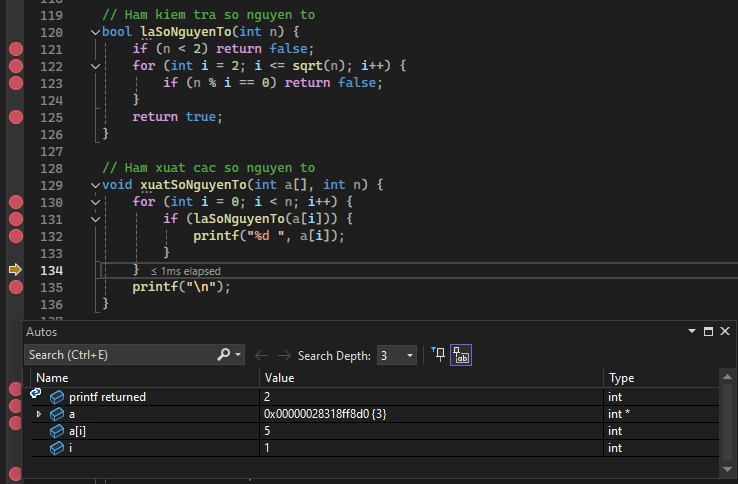 119 // Ham kiem tra so nguyen to
120 bool laSoNguyenTo(int n) {
121 if (n < 2) return false;
122 for (int i = 2; i <= sqrt(n); i++) {
123 if (n % i == 0) return false;
124 }
125 return true;
126 }
127
128 // Ham xuat cac so nguyen to
129 void xuatSoNguyenTo(int a[], int n) {
130 for (int i = 0; i < n; i++) {
131 if (laSoNguyenTo(a[i])) {
132 printf("%d ", a[i]);
133 }
134 } ≤ 1ms elapsed
135 printf("\n");
136 }
Autos
Search (Ctrl+E) Search Depth: 3
Name Value Type
printf returned 2 int
a 0x00000028318ff8d0 {3} int *
a[i] 5 int
i 1 int